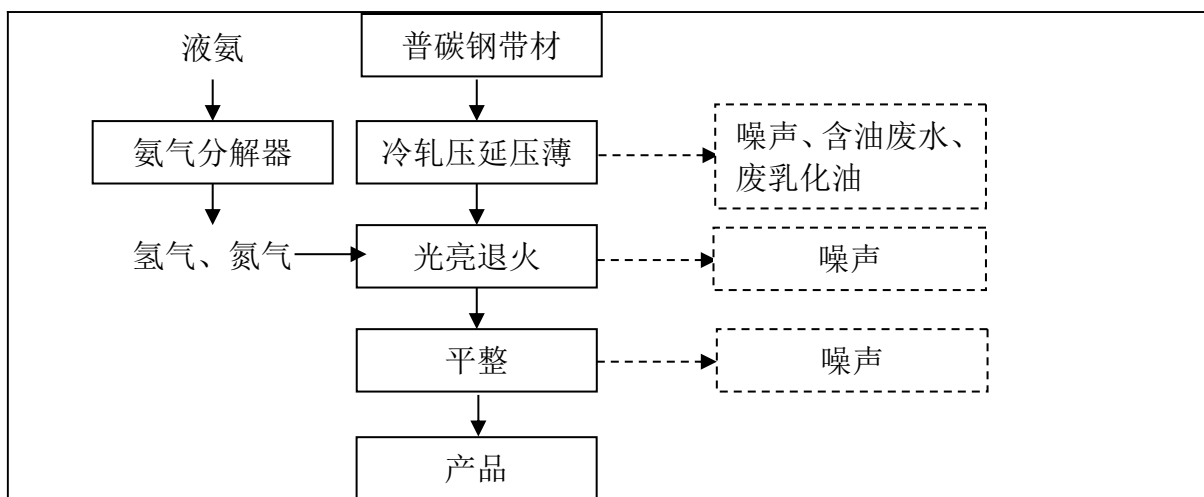 液氨
普碳钢带材
氨气分解器
冷轧压延压薄
噪声、含油废水、
废乳化油
氢气、氮气
光亮退火
噪声
平整
噪声
产品